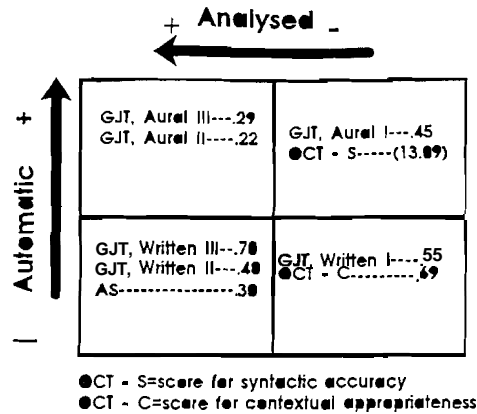 + Analysed -
+
Automatic
—
GJT, Aural III---.29
GJT, Aural II----.22
GJT, Aural I---.45
OCT - S-----(13.09)
GJT, Written III--.70
GJT, Written II---.40
AS----------------.30
GJT, Written I----.55
OCT - C---------.69
OCT - S=score for syntactic accuracy
OCT - C=score for contextual appropriateness